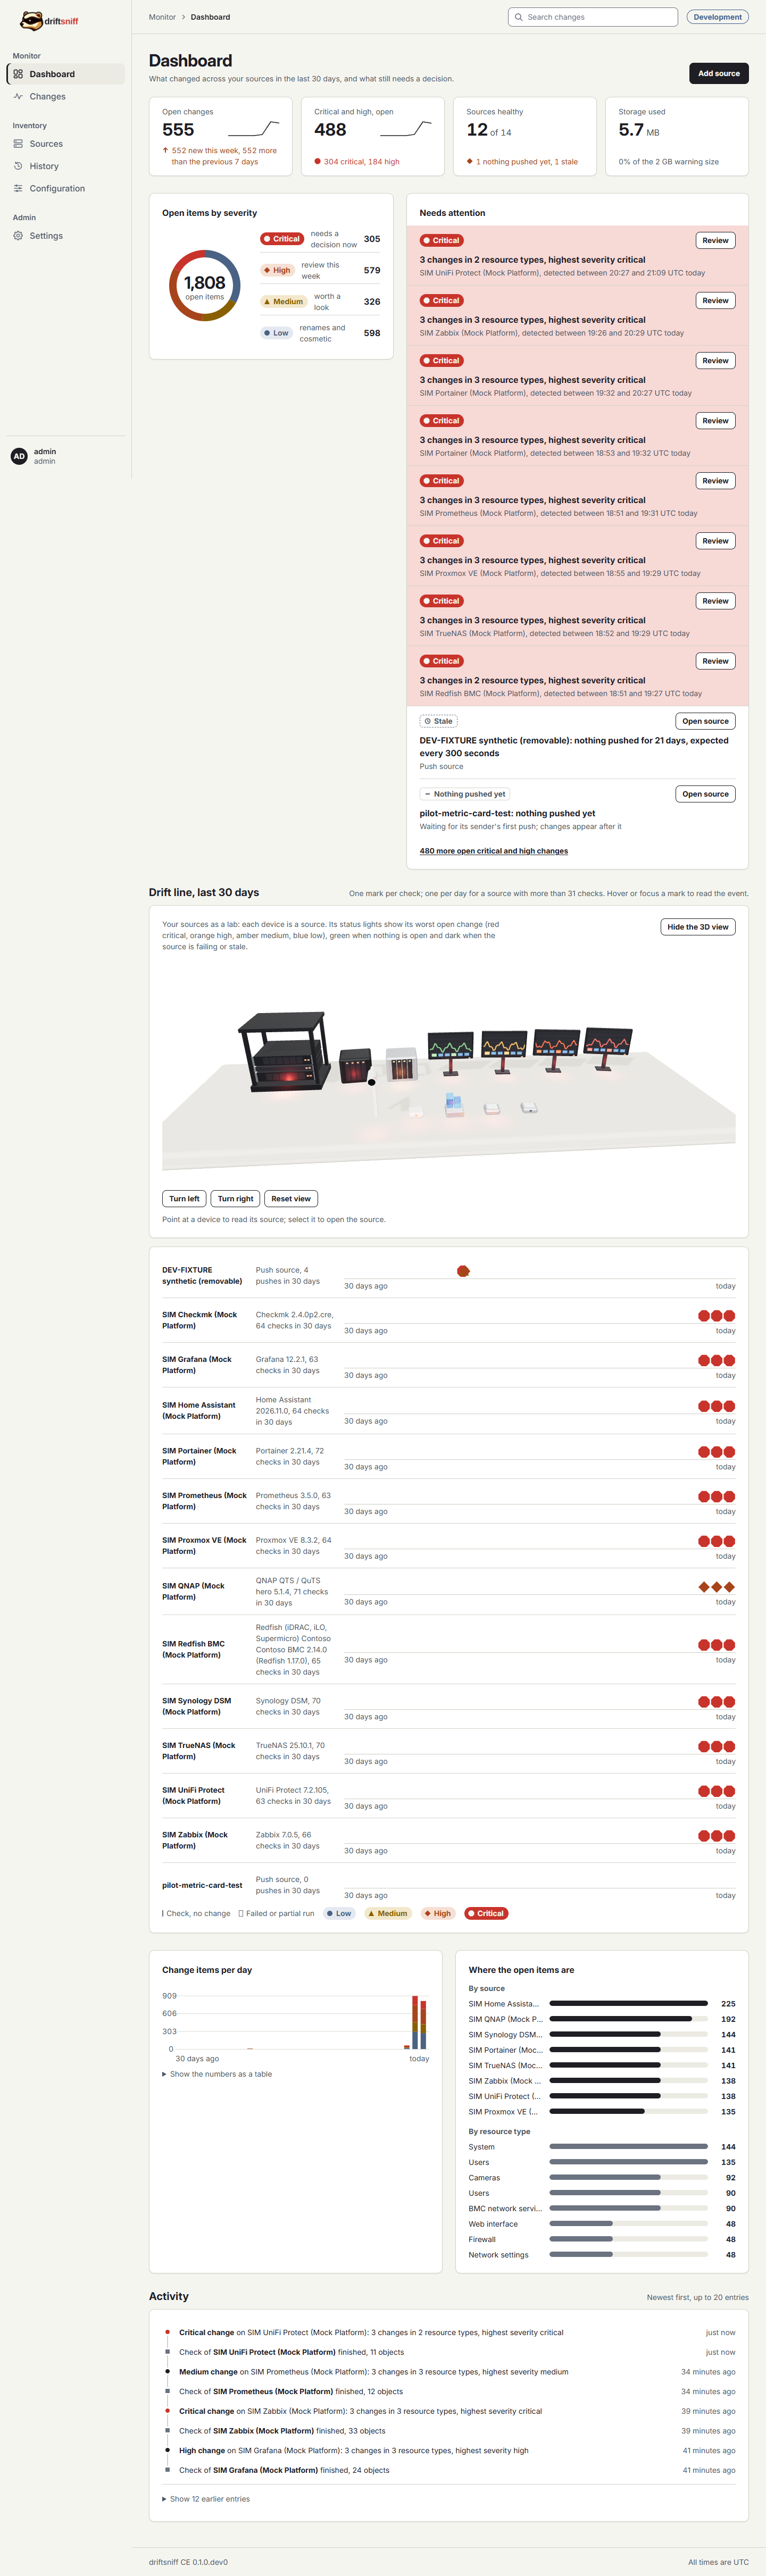 driftsniff
Monitor > Dashboard
Search changes
Development
Monitor
Dashboard
Changes
Inventory
Sources
History
Configuration
Admin
Settings
AD
admin
admin
Dashboard
What changed across your sources in the last 30 days, and what still needs a decision.
Add source
Open changes
555
552 new this week, 552 more
than the previous 7 days
Critical and high, open
488
304 critical, 184 high
Sources healthy
12 of 14
1 nothing pushed yet, 1 stale
Storage used
5.7 MB
0% of the 2 GB warning size
Open items by severity
1,808
open items
Critical needs a decision now 305
High review this week 579
Medium worth a look 326
Low renames and cosmetic 598
Needs attention
Critical
Review
3 changes in 2 resource types, highest severity critical
SIM UniFi Protect (Mock Platform), detected between 20:27 and 21:09 UTC today
Critical
Review
3 changes in 3 resource types, highest severity critical
SIM Zabbix (Mock Platform), detected between 19:26 and 20:29 UTC today
Critical
Review
3 changes in 3 resource types, highest severity critical
SIM Portainer (Mock Platform), detected between 19:32 and 20:27 UTC today
Critical
Review
3 changes in 3 resource types, highest severity critical
SIM Portainer (Mock Platform), detected between 18:53 and 19:32 UTC today
Critical
Review
3 changes in 3 resource types, highest severity critical
SIM Prometheus (Mock Platform), detected between 18:51 and 19:31 UTC today
Critical
Review
3 changes in 3 resource types, highest severity critical
SIM Proxmox VE (Mock Platform), detected between 18:55 and 19:29 UTC today
Critical
Review
3 changes in 3 resource types, highest severity critical
SIM TrueNAS (Mock Platform), detected between 18:52 and 19:29 UTC today
Critical
Review
3 changes in 2 resource types, highest severity critical
SIM Redfish BMC (Mock Platform), detected between 18:51 and 19:27 UTC today
Stale
Open source
DEV-FIXTURE synthetic (removable): nothing pushed for 21 days, expected
every 300 seconds
Push source
Nothing pushed yet
Open source
pilot-metric-card-test: nothing pushed yet
Waiting for its sender's first push; changes appear after it
480 more open critical and high changes
Drift line, last 30 days
One mark per check; one per day for a source with more than 31 checks. Hover or focus a mark to read the event.
Your sources as a lab: each device is a source. Its status lights show its worst open change (red
critical, orange high, amber medium, blue low), green when nothing is open and dark when the
source is failing or stale.
Hide the 3D view
Turn left
Turn right
Reset view
Point at a device to read its source; select it to open the source.
DEV-FIXTURE
synthetic (removable)
Push source, 4
pushes in 30 days
30 days ago
today
SIM Checkmk (Mock
Platform)
Checkmk 2.4.0p2.cre,
64 checks in 30 days
30 days ago
today
SIM Grafana (Mock
Platform)
Grafana 12.2.1, 63
checks in 30 days
30 days ago
today
SIM Home Assistant
(Mock Platform)
Home Assistant
2026.11.0, 64 checks
in 30 days
30 days ago
today
SIM Portainer (Mock
Platform)
Portainer 2.21.4, 72
checks in 30 days
30 days ago
today
SIM Prometheus (Mock
Platform)
Prometheus 3.5.0, 63
checks in 30 days
30 days ago
today
SIM Proxmox VE (Mock
Platform)
Proxmox VE 8.3.2, 64
checks in 30 days
30 days ago
today
SIM QNAP (Mock
Platform)
QNAP QTS / QuTS
hero 5.1.4, 71 checks
in 30 days
30 days ago
today
SIM Redfish BMC
(Mock Platform)
Redfish (iDRAC, iLO,
Supermicro) Contoso
Contoso BMC 2.14.0
(Redfish 1.17.0), 65
checks in 30 days
30 days ago
today
SIM Synology DSM
(Mock Platform)
Synology DSM, 70
checks in 30 days
30 days ago
today
SIM TrueNAS (Mock
Platform)
TrueNAS 25.10.1, 70
checks in 30 days
30 days ago
today
SIM UniFi Protect
(Mock Platform)
UniFi Protect 7.2.105,
63 checks in 30 days
30 days ago
today
SIM Zabbix (Mock
Platform)
Zabbix 7.0.5, 66
checks in 30 days
30 days ago
today
pilot-metric-card-test
Push source, 0
pushes in 30 days
30 days ago
today
Check, no change
Failed or partial run
Low
Medium
High
Critical
Change items per day
909
606
303
0
30 days ago
today
Show the numbers as a table
Where the open items are
By source
SIM Home Assista... 225
SIM QNAP (Mock P... 192
SIM Synology DSM... 144
SIM Portainer (Moc... 141
SIM TrueNAS (Moc... 141
SIM Zabbix (Mock ... 138
SIM UniFi Protect (... 138
SIM Proxmox VE (... 135
By resource type
System 144
Users 135
Cameras 92
Users 90
BMC network servi... 90
Web interface 48
Firewall 48
Network settings 48
Activity
Newest first, up to 20 entries
Critical change on SIM UniFi Protect (Mock Platform): 3 changes in 2 resource types, highest severity critical just now
Check of SIM UniFi Protect (Mock Platform) finished, 11 objects just now
Medium change on SIM Prometheus (Mock Platform): 3 changes in 3 resource types, highest severity medium 34 minutes ago
Check of SIM Prometheus (Mock Platform) finished, 12 objects 34 minutes ago
Critical change on SIM Zabbix (Mock Platform): 3 changes in 3 resource types, highest severity critical 39 minutes ago
Check of SIM Zabbix (Mock Platform) finished, 33 objects 39 minutes ago
High change on SIM Grafana (Mock Platform): 3 changes in 3 resource types, highest severity high 41 minutes ago
Check of SIM Grafana (Mock Platform) finished, 24 objects 41 minutes ago
Show 12 earlier entries
driftsniff CE 0.1.0.dev0
All times are UTC